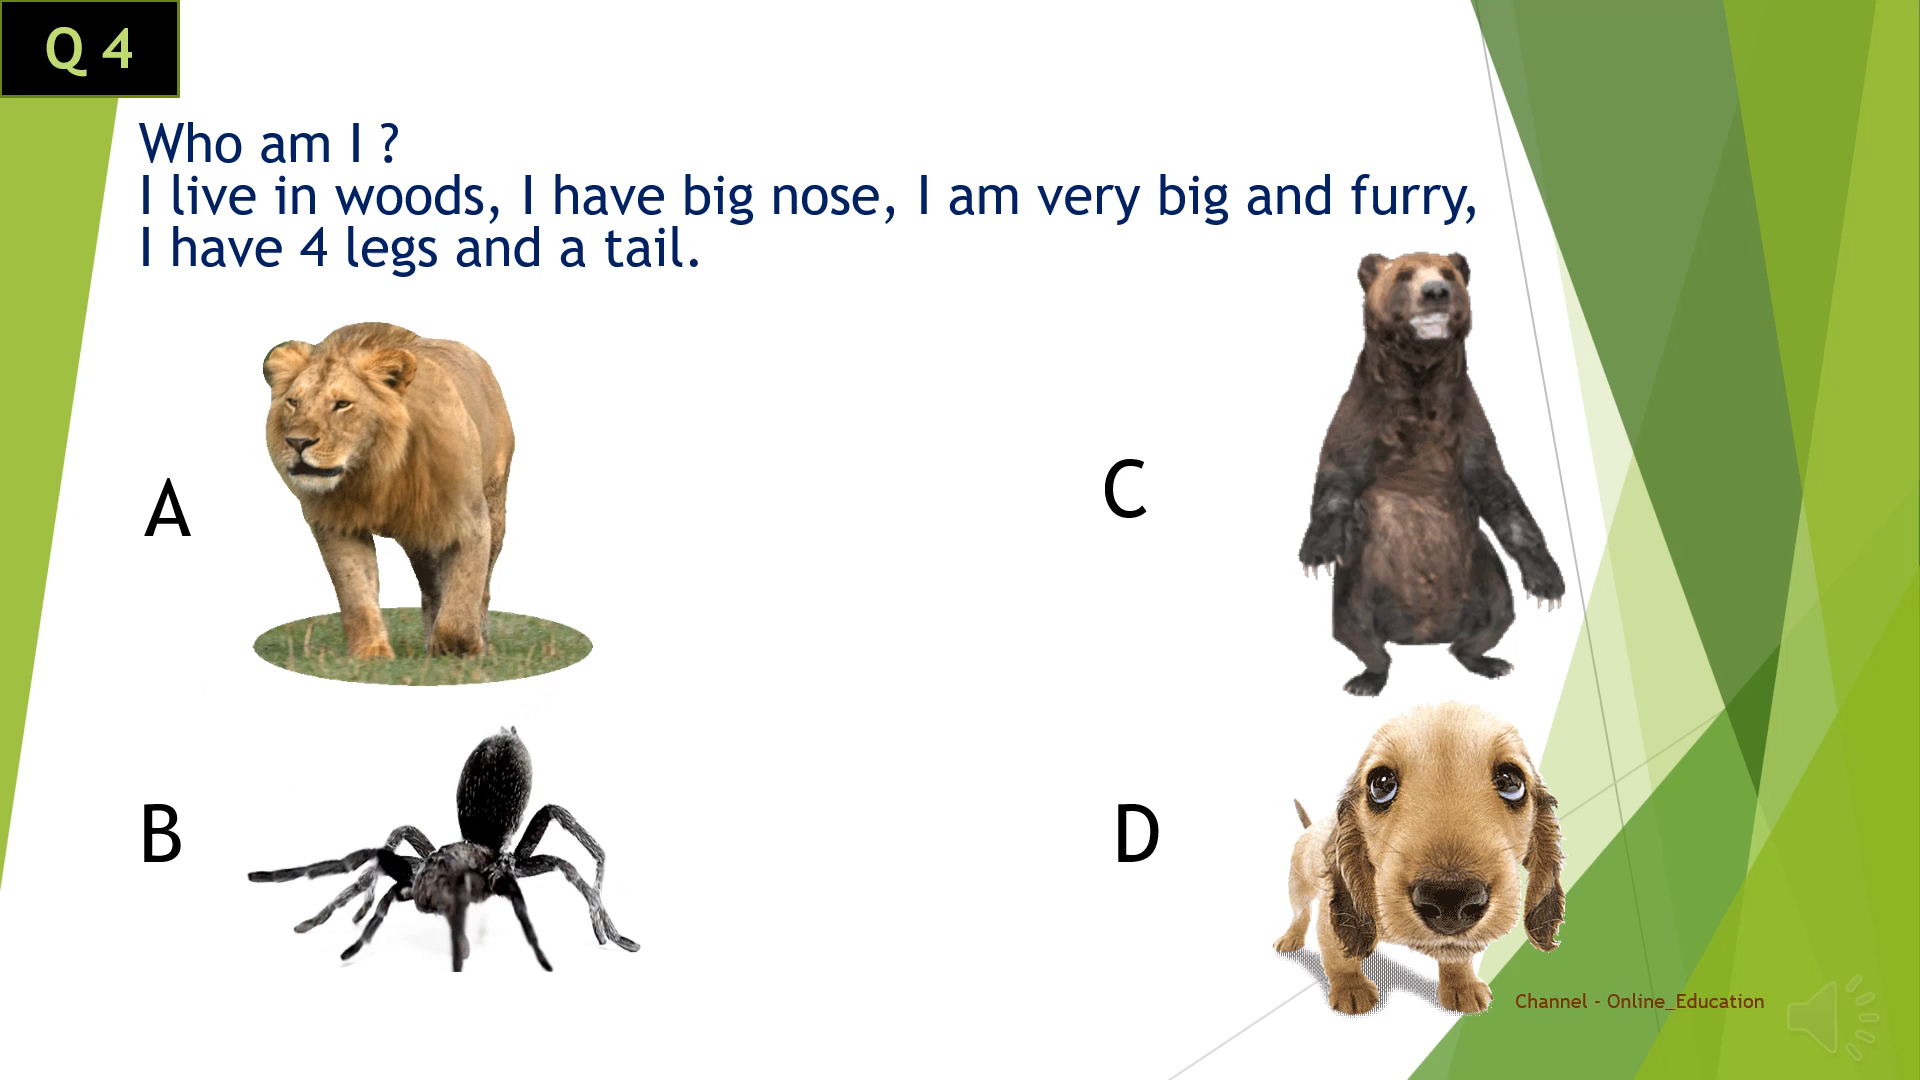 Q 4
Who am I ?
I live in woods, I have big nose, I am very big and furry,
I have 4 legs and a tail.
A
C
B
D
Channel - Online_Education